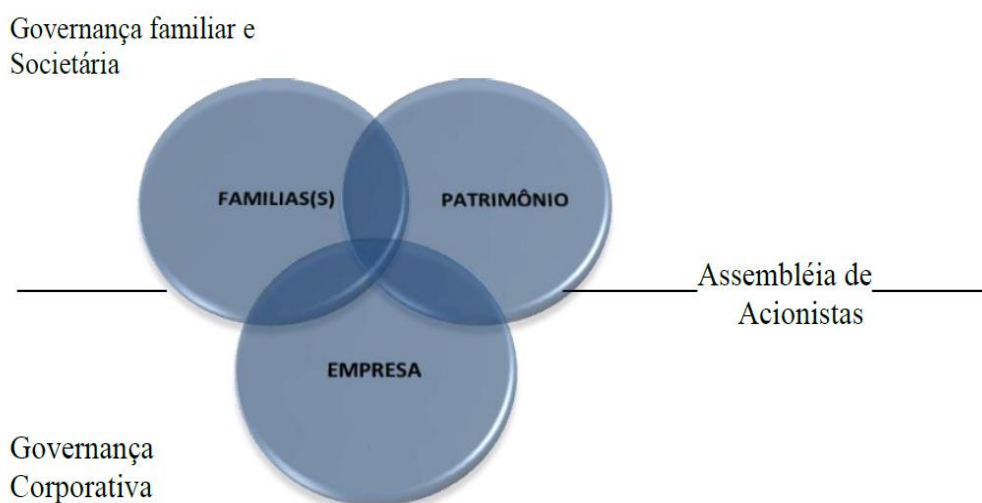 Governança familiar e
Societária
FAMILIAS(S)
PATRIMÔNIO
Assembléia de
Acionistas
EMPRESA
Governança
Corporativa